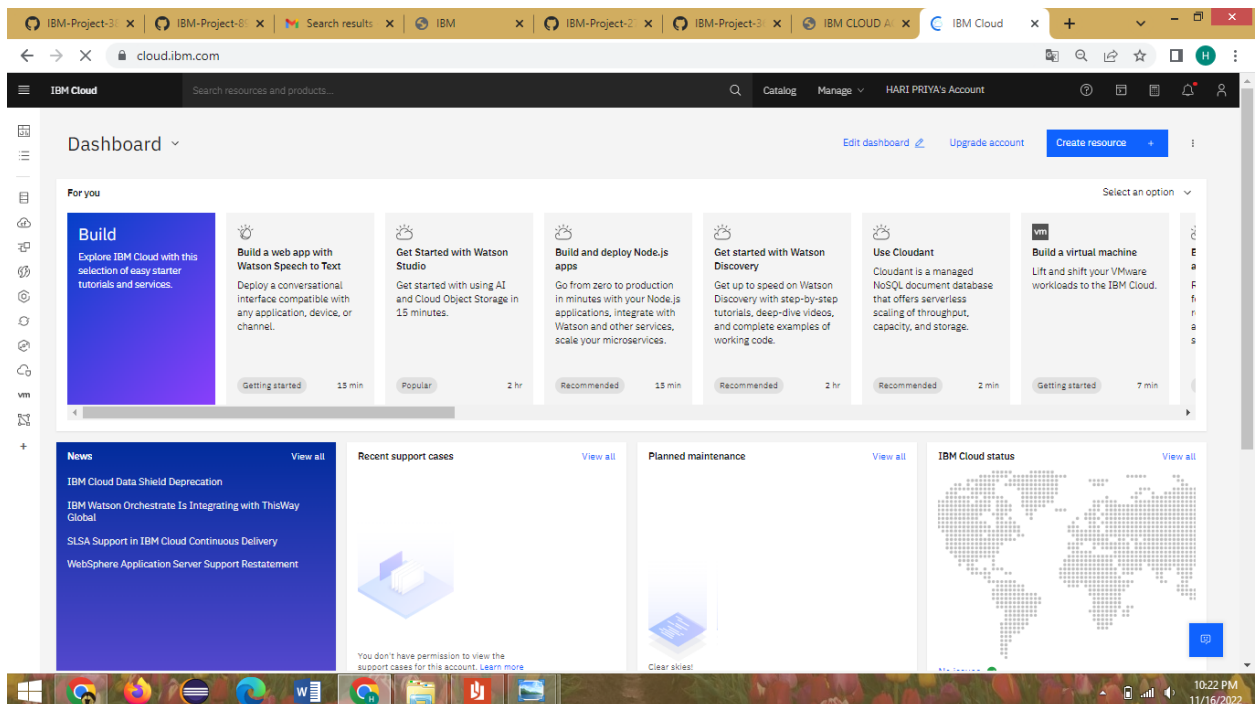 IBM-Project-3
IBM-Project-8
Search results
IBM
IBM-Project-2
IBM-Project-3
IBM CLOUD A
IBM Cloud
cloud.ibm.com
H
IBM Cloud
Search resources and products...
Catalog
Manage
HARI PRIYA's Account
Dashboard
Edit dashboard
Upgrade account
Create resource +
For you
Select an option
Build
Explore IBM Cloud with this
selection of easy starter
tutorials and services.
Build a web app with
Watson Speech to Text
Deploy a conversational
interface compatible with
any application, device, or
channel.
Getting started
15 min
Get Started with Watson
Studio
Get started with using AI
and Cloud Object Storage in
15 minutes.
Popular
2 hr
Build and deploy Node.js
apps
Go from zero to production
in minutes with your Node.js
applications, integrate with
Watson and other services,
scale your microservices.
Recommended
15 min
Get started with Watson
Discovery
Get up to speed on Watson
Discovery with step-by-step
tutorials, deep-dive videos,
and complete examples of
working code.
Recommended
2 hr
Use Cloudant
Cloudant is a managed
NoSQL document database
that offers serverless
scaling of throughput,
capacity, and storage.
Recommended
2 min
vm
Build a virtual machine
Lift and shift your VMware
workloads to the IBM Cloud.
Getting started
7 min
vm
News
View all
IBM Cloud Data Shield Deprecation
IBM Watson Orchestrate Is Integrating with ThisWay
Global
SLSA Support in IBM Cloud Continuous Delivery
WebSphere Application Server Support Restatement
Recent support cases
View all
You don't have permission to view the
support cases for this account. Learn more
Planned maintenance
View all
Clear skies!
IBM Cloud status
View all
No issues
10:22 PM
11/16/2022